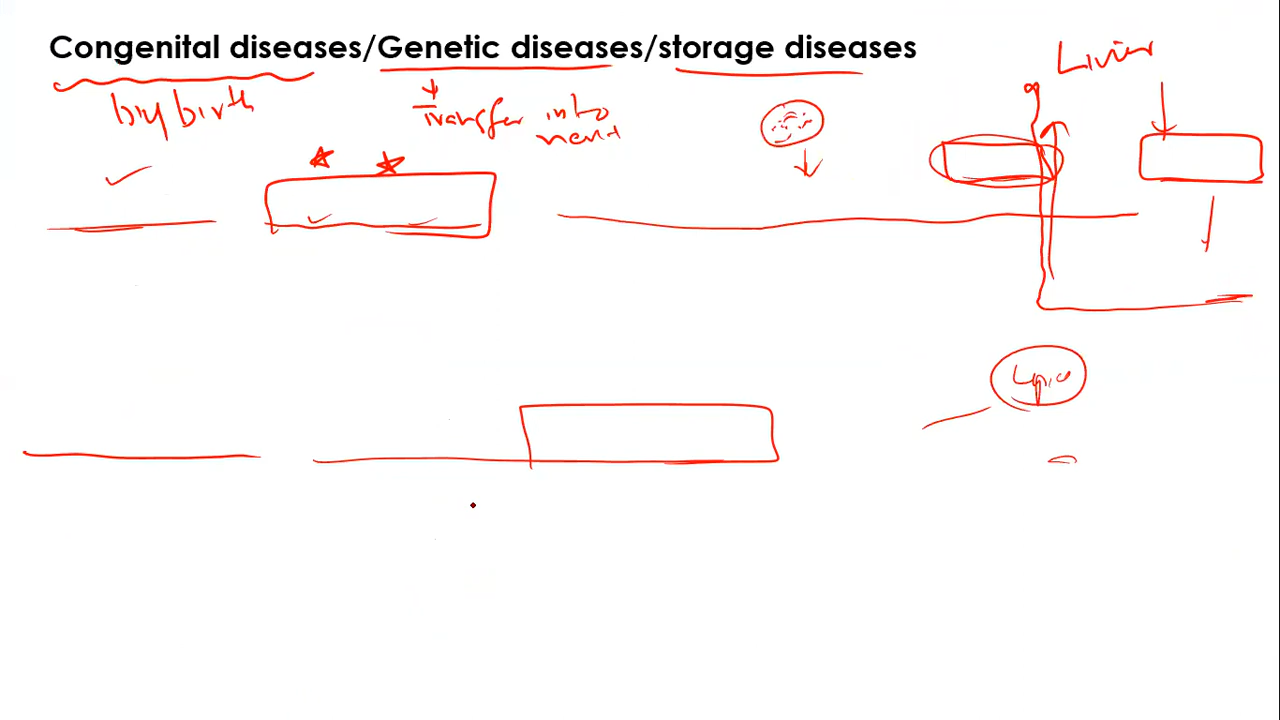 Congenital diseases/Genetic diseases/storage diseases
Liver
by birth
Transfer into
next